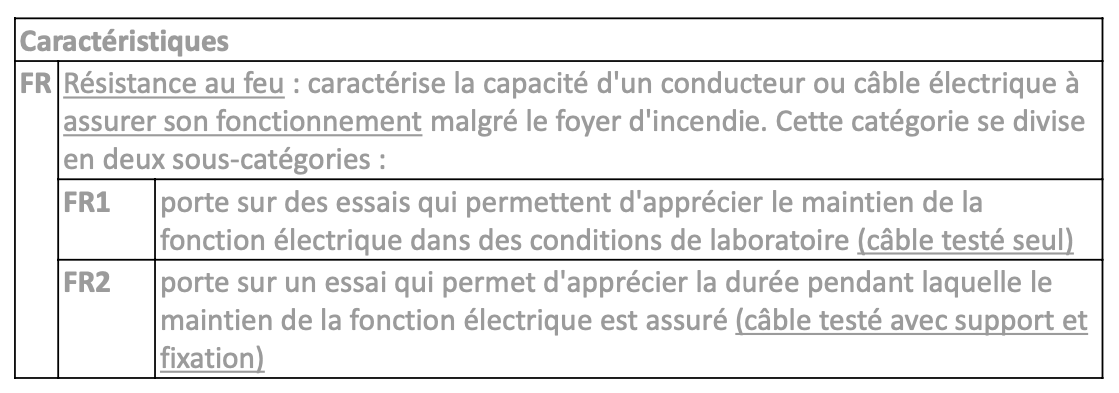 Caractéristiques
FR Résistance au feu : caractérise la capacité d'un conducteur ou câble électrique à
assurer son fonctionnement malgré le foyer d'incendie. Cette catégorie se divise
en deux sous-catégories :
FR1 porte sur des essais qui permettent d'apprécier le maintien de la
fonction électrique dans des conditions de laboratoire (câble testé seul)
FR2 porte sur un essai qui permet d'apprécier la durée pendant laquelle le
maintien de la fonction électrique est assuré (câble testé avec support et
fixation)